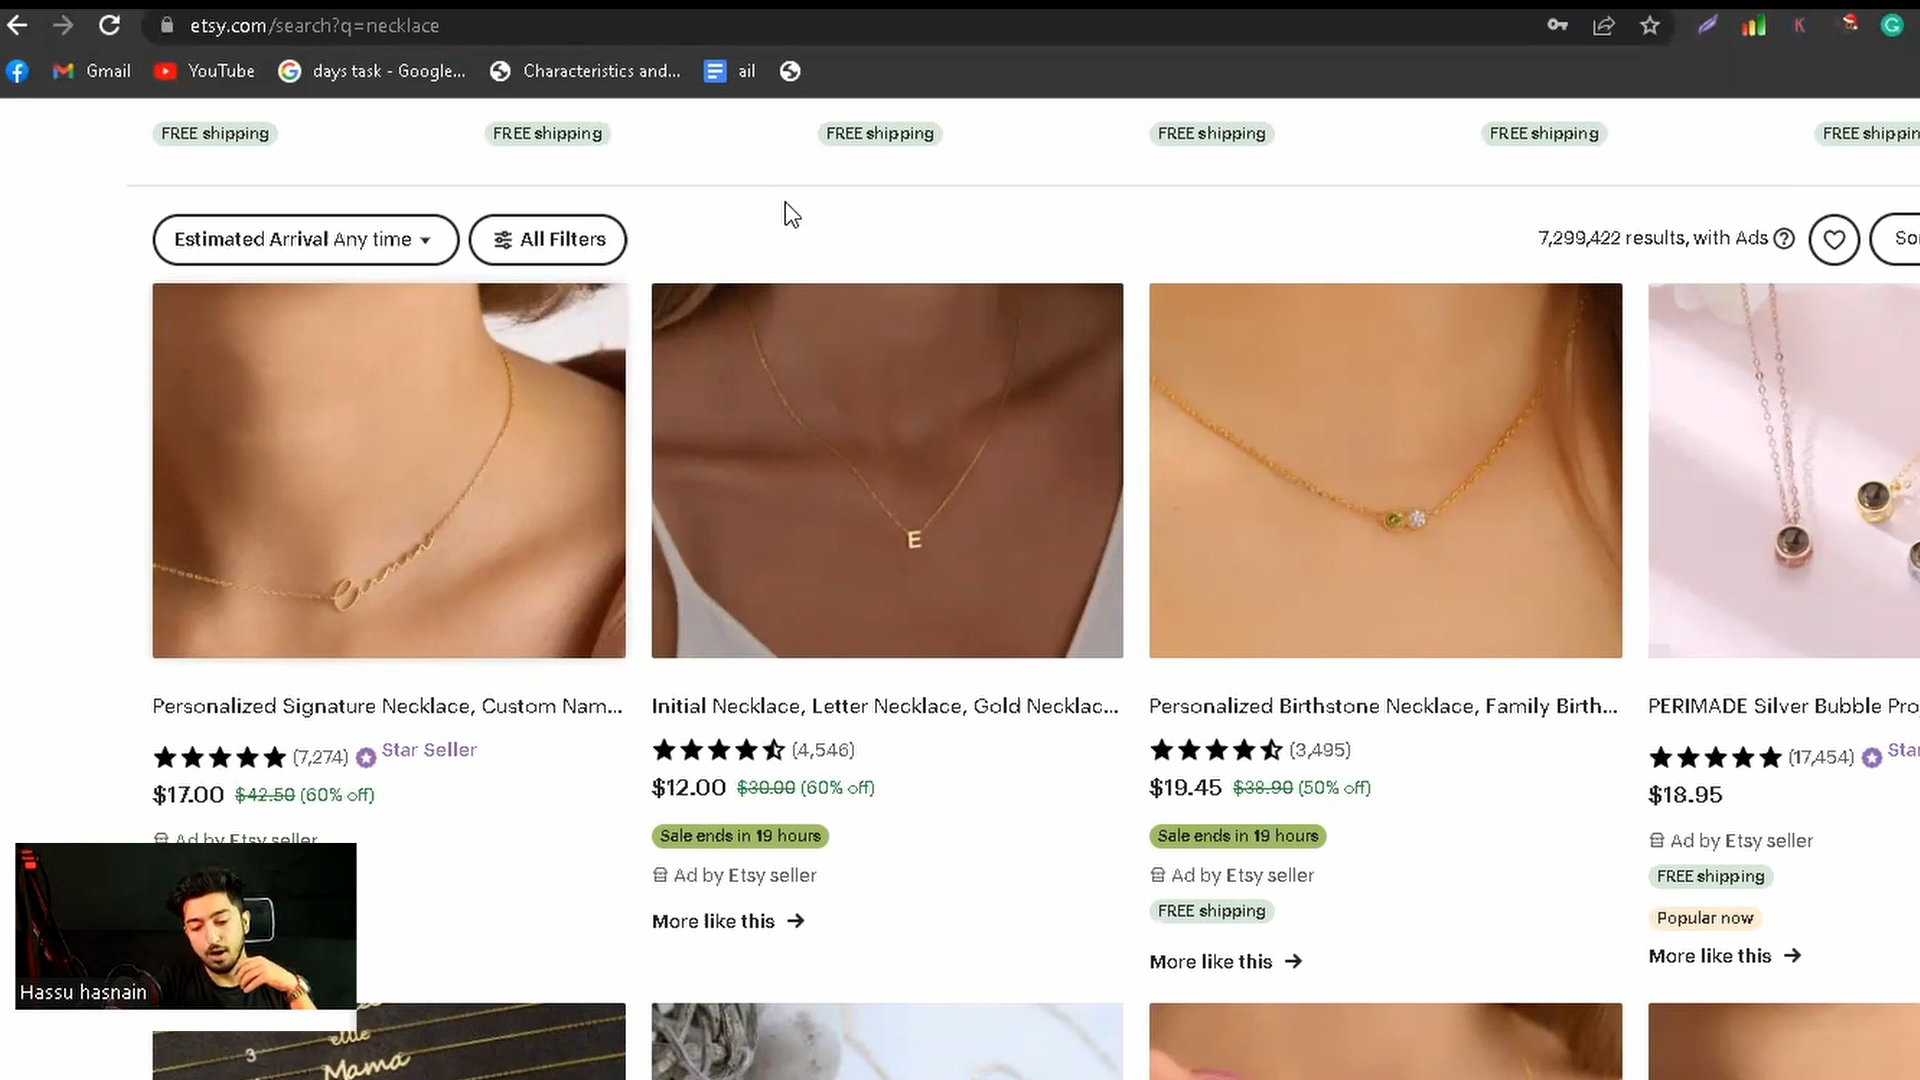 etsy.com/search?q=necklace
Gmail
YouTube
days task - Google...
Characteristics and...
ail
FREE shipping
FREE shipping
FREE shipping
FREE shipping
FREE shipping
FREE shippin
Estimated Arrival Any time
All Filters
7,299,422 results, with Ads
So
E
Personalized Signature Necklace, Custom Nam...
Initial Necklace, Letter Necklace, Gold Necklac...
Personalized Birthstone Necklace, Family Birth...
PERIMADE Silver Bubble Pro
(7,274) Star Seller
(4,546)
(3,495)
(17,454) Star
$17.00 $42.50 (60% off)
$12.00 $30.00 (60% off)
$19.45 $38.90 (50% off)
$18.95
Sale ends in 19 hours
Sale ends in 19 hours
Ad by Etsy seller
Ad by Etsy seller
Ad by Etsy seller
Ad by Etsy seller
FREE shipping
FREE shipping
Popular now
More like this
More like this
More like this
Hassu hasnain
3
Mama